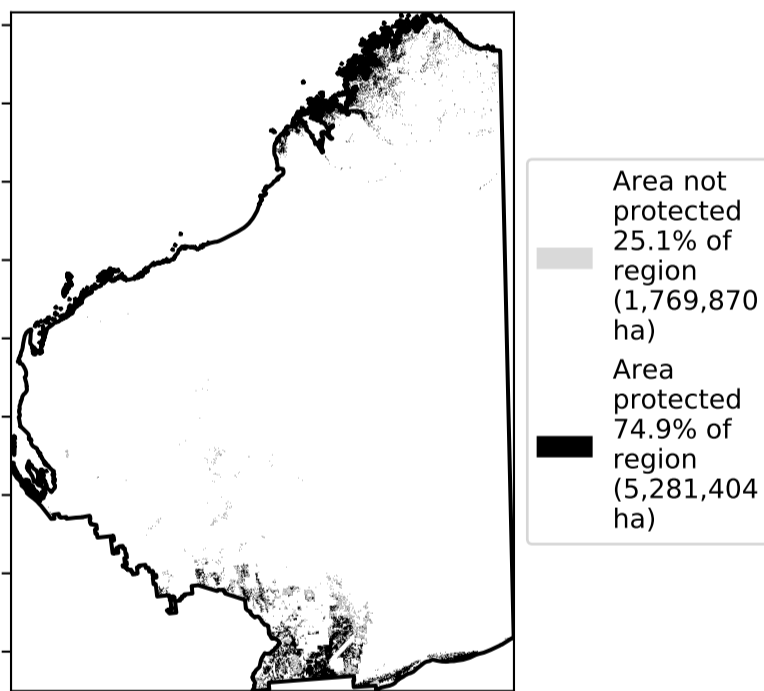 Area not
protected
25.1% of
region
(1,769,870
ha)
Area
protected
74.9% of
region
(5,281,404
ha)